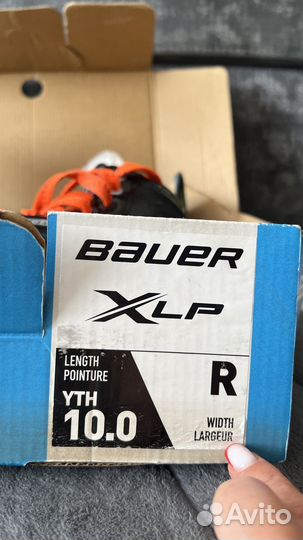 BAUER
XLP
LENGTH
POINTURE
YTH
10.0
R
WIDTH
LARGEUR
Avito